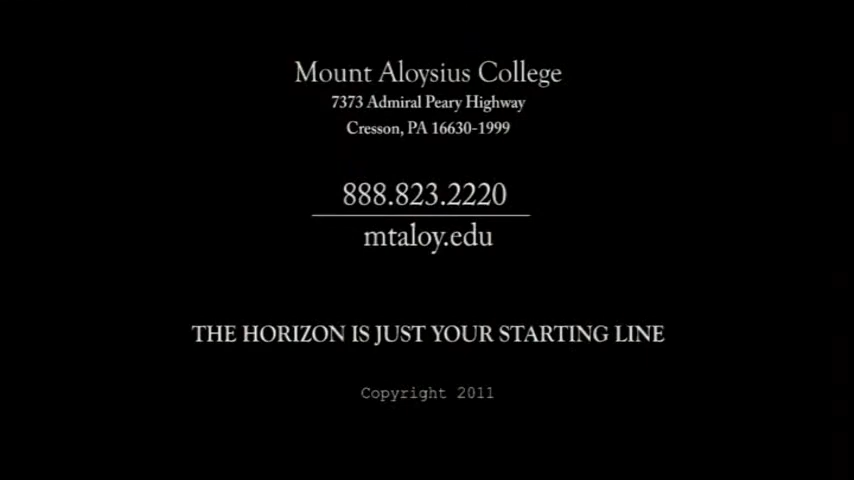 Mount Aloysius College
7373 Admiral Peary Highway
Cresson, PA 16630-1999
888.823.2220
mtaloy.edu
THE HORIZON IS JUST YOUR STARTING LINE
Copyright 2011